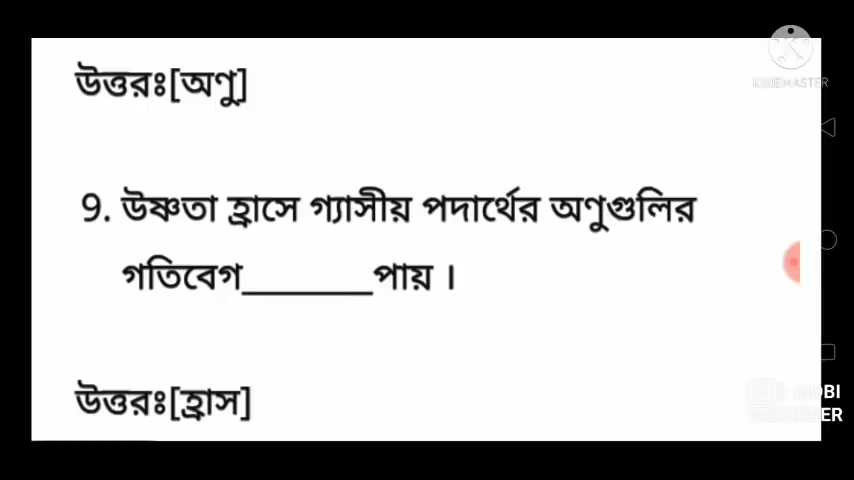 উত্তরঃ[অণু]
KINEMASTER
9. উষ্ণতা হ্রাসে গ্যাসীয় পদার্থের অণুগুলির
গতিবেগ_______পায় ।
উত্তরঃ[হ্রাস]